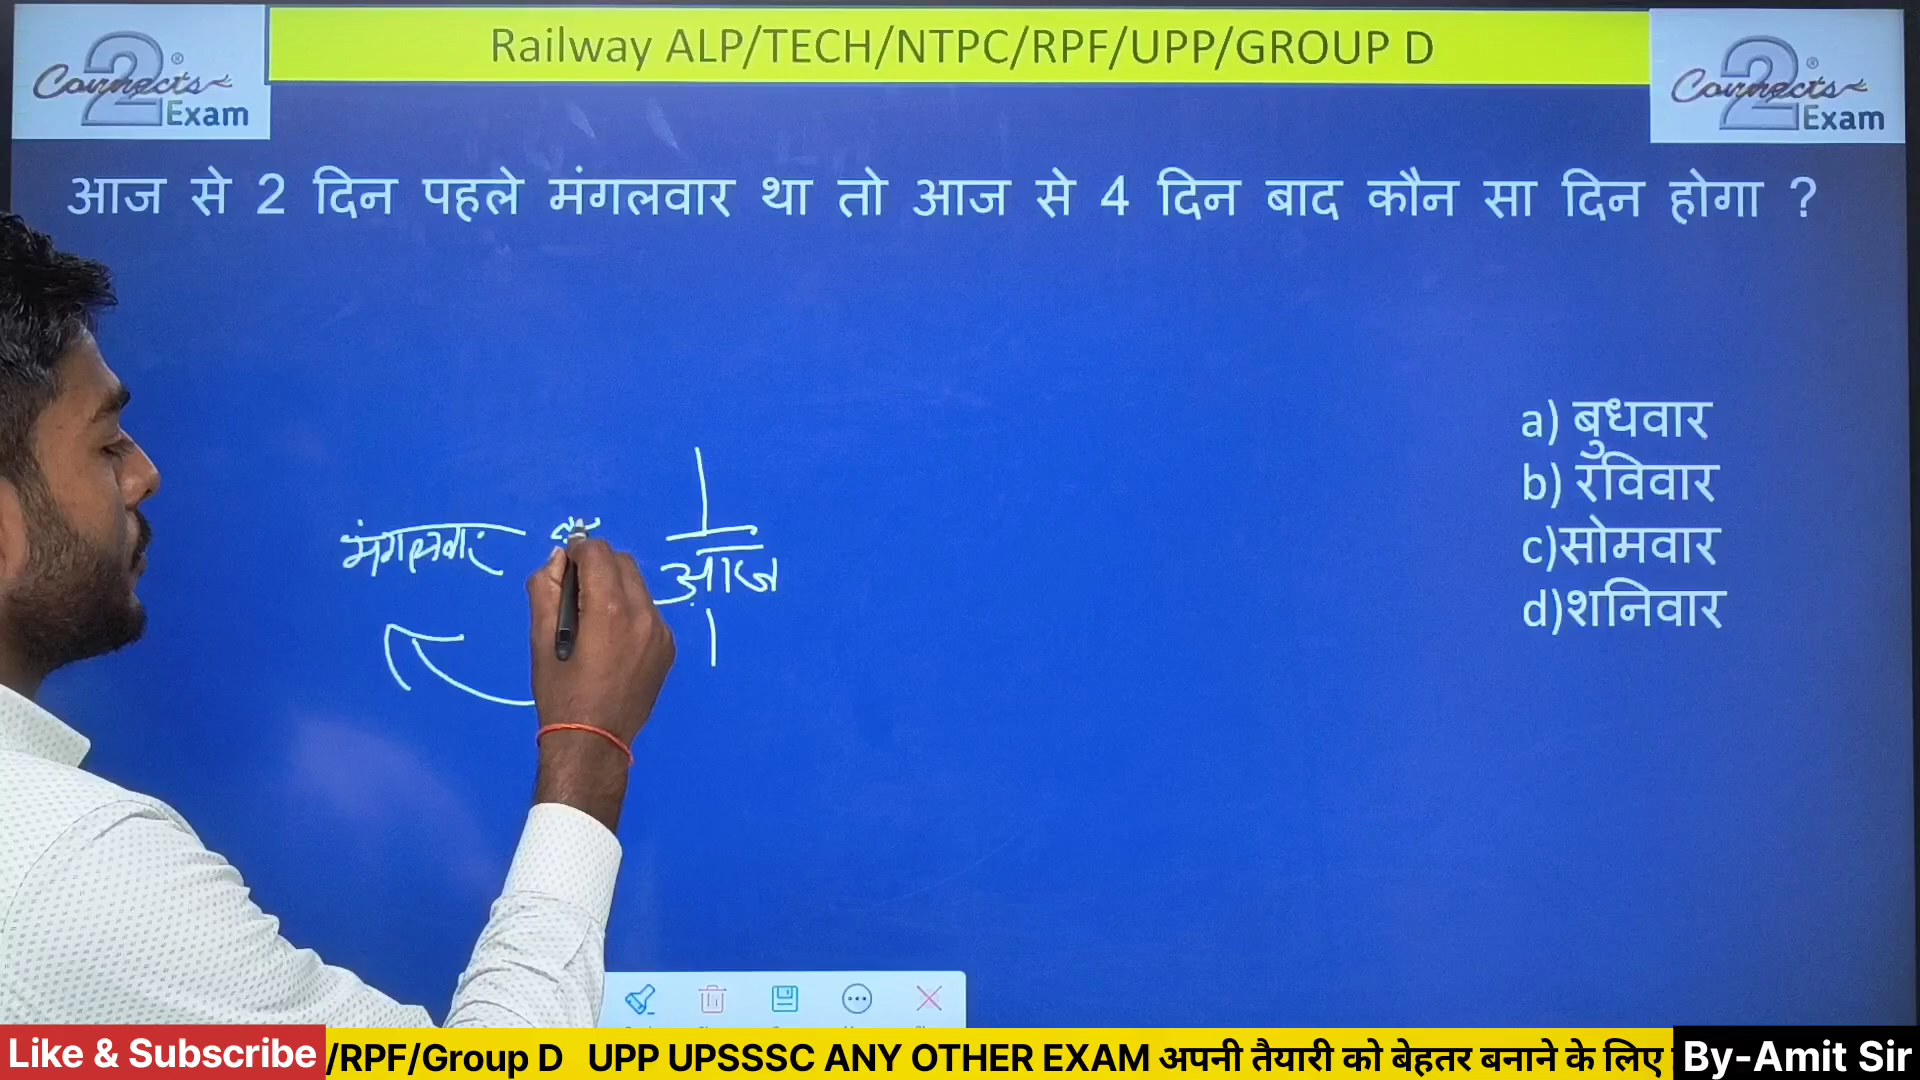 Connects 2 Exam ®
Railway ALP/TECH/NTPC/RPF/UPP/GROUP D
Connects 2 Exam ®
आज से 2 दिन पहले मंगलवार था तो आज से 4 दिन बाद कौन सा दिन होगा ?
a) बुधवार
b) रविवार
c)सोमवार
d)शनिवार
मंगलवार
आज
Like & Subscribe
/RPF/Group D UPP UPSSSC ANY OTHER EXAM अपनी तैयारी को बेहतर बनाने के लिए
By-Amit Sir